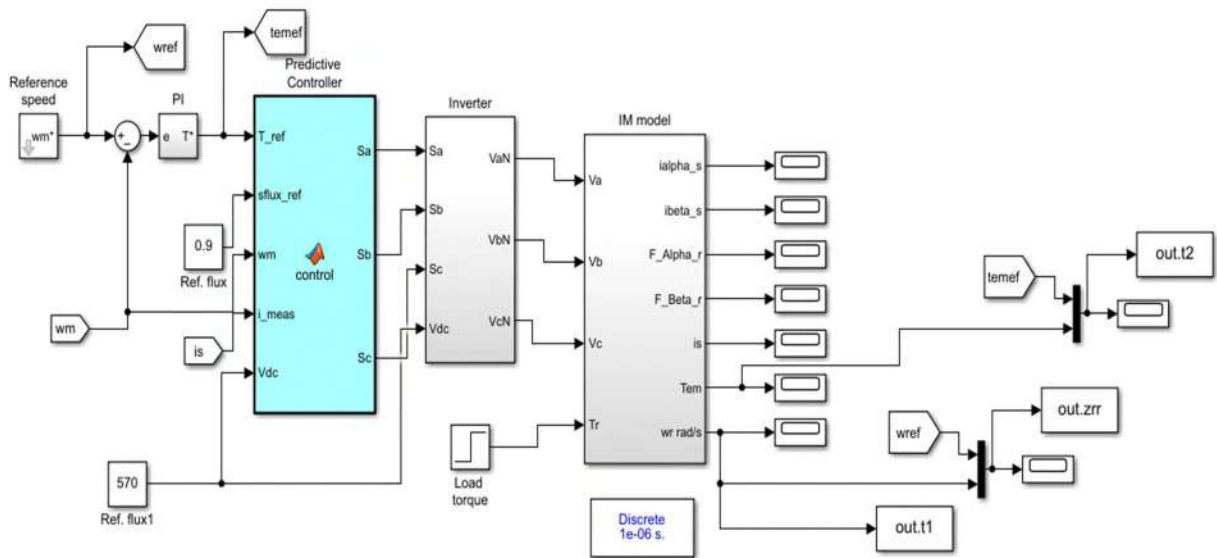 wref
temef
Reference
speed
wm*
+
-
PI
e
T*
Predictive
Controller
T_ref
sflux_ref
wm
i_meas
Vdc
control
Sa
Sb
Sc
0.9
Ref. flux
wm
is
570
Ref. flux1
Inverter
Sa
Sb
Sc
Vdc
VaN
VbN
VcN
IM model
Va
Vb
Vc
Tr
ialpha_s
ibeta_s
F_Alpha_r
F_Beta_r
is
Tem
wr rad/s
Load
torque
Discrete
1e-06 s.
temef
out.t2
wref
out.zrr
out.t1